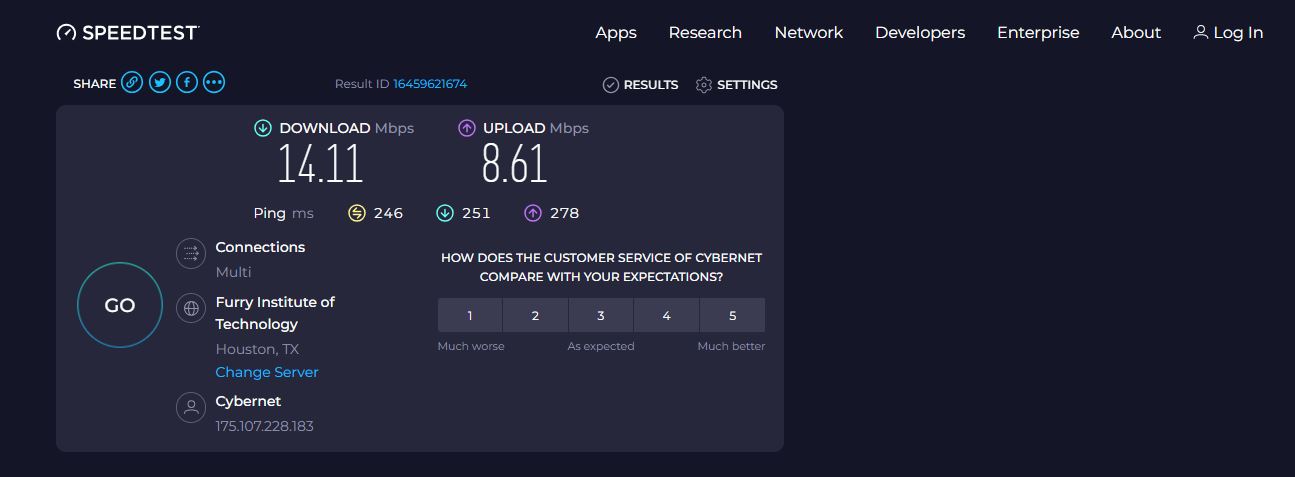 SPEEDTEST
Apps Research Network Developers Enterprise About Log In
SHARE
Result ID 16459621674
RESULTS SETTINGS
DOWNLOAD Mbps
14.11
UPLOAD Mbps
8.61
Ping ms 246 251 278
GO
Connections
Multi
Furry Institute of
Technology
Houston, TX
Change Server
Cybernet
175.107.228.183
HOW DOES THE CUSTOMER SERVICE OF CYBERNET
COMPARE WITH YOUR EXPECTATIONS?
1 2 3 4 5
Much worse As expected Much better